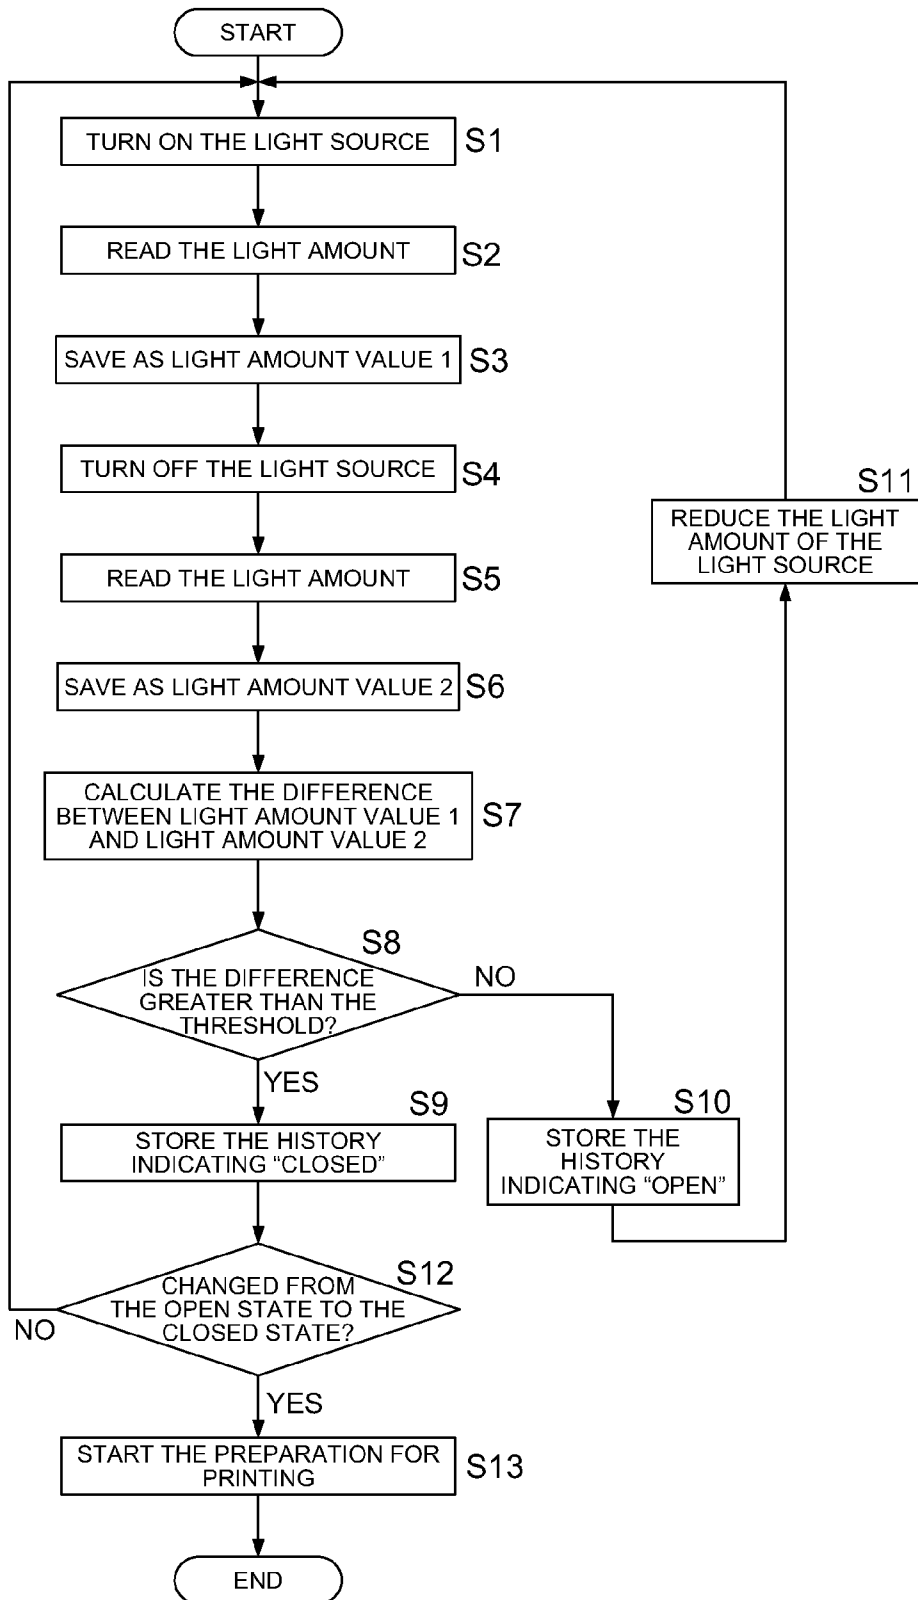 START
TURN ON THE LIGHT SOURCE S1
READ THE LIGHT AMOUNT S2
SAVE AS LIGHT AMOUNT VALUE 1 S3
TURN OFF THE LIGHT SOURCE S4
S11
REDUCE THE LIGHT
AMOUNT OF THE
LIGHT SOURCE
READ THE LIGHT AMOUNT S5
SAVE AS LIGHT AMOUNT VALUE 2 S6
CALCULATE THE DIFFERENCE
BETWEEN LIGHT AMOUNT VALUE 1
AND LIGHT AMOUNT VALUE 2
S7
S8
IS THE DIFFERENCE
GREATER THAN THE
THRESHOLD?
NO
YES
S9
STORE THE HISTORY
INDICATING “CLOSED”
S10
STORE THE
HISTORY
INDICATING “OPEN”
S12
CHANGED FROM
THE OPEN STATE TO THE
CLOSED STATE?
NO
YES
START THE PREPARATION FOR
PRINTING
S13
END